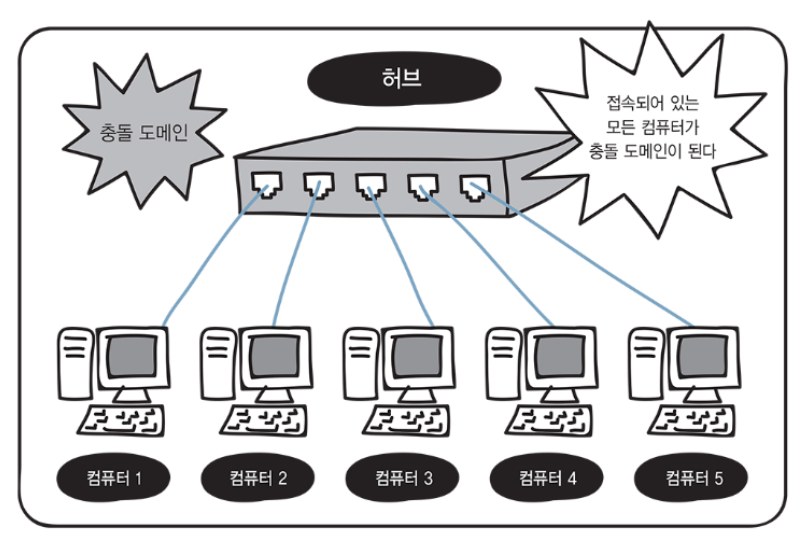 허브
충돌 도메인
접속되어 있는
모든 컴퓨터가
충돌 도메인이 된다
컴퓨터 1
컴퓨터 2
컴퓨터 3
컴퓨터 4
컴퓨터 5